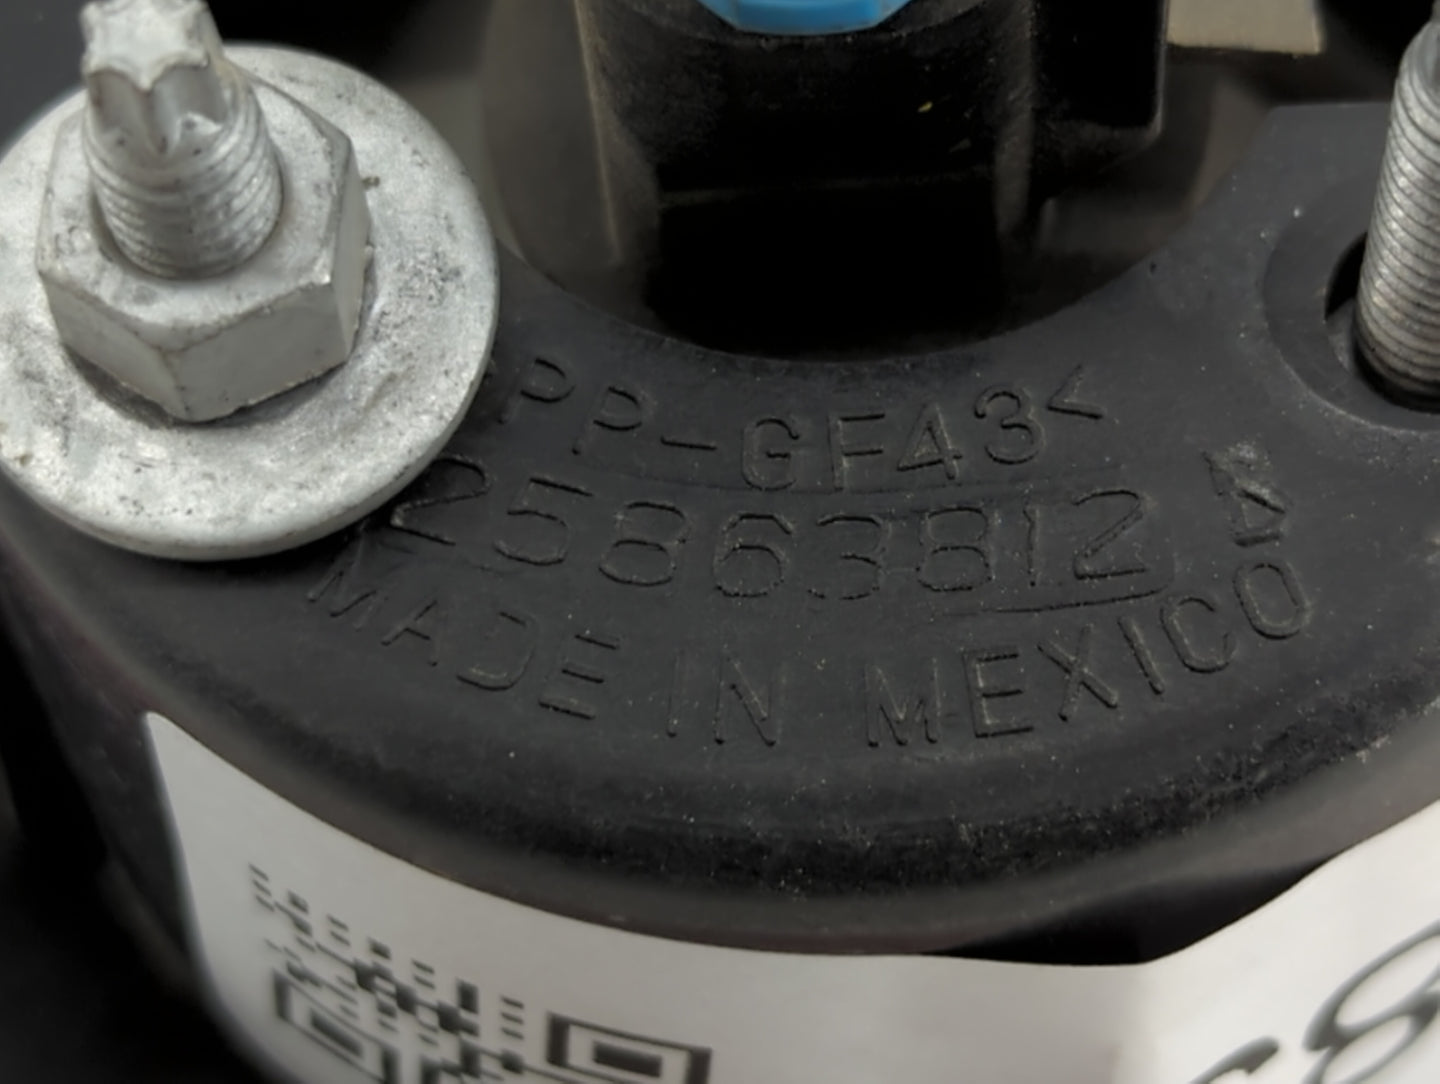 >PP-GF43<
25863812
MADE IN MEXICO